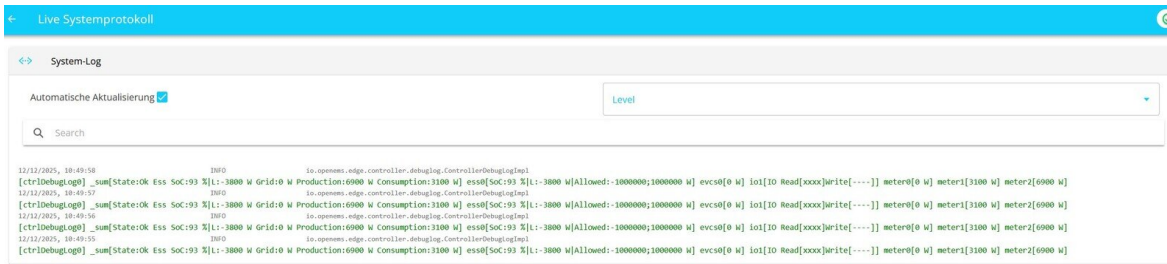 Live Systemprotokoll
System-Log
Automatische Aktualisierung
Level
Search
12/12/2025, 10:49:58 INFO io.openems.edge.controller.debuglog.ControllerDebugLogImpl
[ctrlDebugLog0] _sum[State:Ok Ess SoC:93 %|L:-3800 W Grid:0 W Production:6900 W Consumption:3100 W] ess0[SoC:93 %|L:-3800 W|Allowed:-1000000;1000000 W] evcs0[0 W] io1[IO Read[xxxx]Write[----]] meter0[0 W] meter1[3100 W] meter2[6900 W]
12/12/2025, 10:49:57 INFO io.openems.edge.controller.debuglog.ControllerDebugLogImpl
[ctrlDebugLog0] _sum[State:Ok Ess SoC:93 %|L:-3800 W Grid:0 W Production:6900 W Consumption:3100 W] ess0[SoC:93 %|L:-3800 W|Allowed:-1000000;1000000 W] evcs0[0 W] io1[IO Read[xxxx]Write[----]] meter0[0 W] meter1[3100 W] meter2[6900 W]
12/12/2025, 10:49:56 INFO io.openems.edge.controller.debuglog.ControllerDebugLogImpl
[ctrlDebugLog0] _sum[State:Ok Ess SoC:93 %|L:-3800 W Grid:0 W Production:6900 W Consumption:3100 W] ess0[SoC:93 %|L:-3800 W|Allowed:-1000000;1000000 W] evcs0[0 W] io1[IO Read[xxxx]Write[----]] meter0[0 W] meter1[3100 W] meter2[6900 W]
12/12/2025, 10:49:55 INFO io.openems.edge.controller.debuglog.ControllerDebugLogImpl
[ctrlDebugLog0] _sum[State:Ok Ess SoC:93 %|L:-3800 W Grid:0 W Production:6900 W Consumption:3100 W] ess0[SoC:93 %|L:-3800 W|Allowed:-1000000;1000000 W] evcs0[0 W] io1[IO Read[xxxx]Write[----]] meter0[0 W] meter1[3100 W] meter2[6900 W]